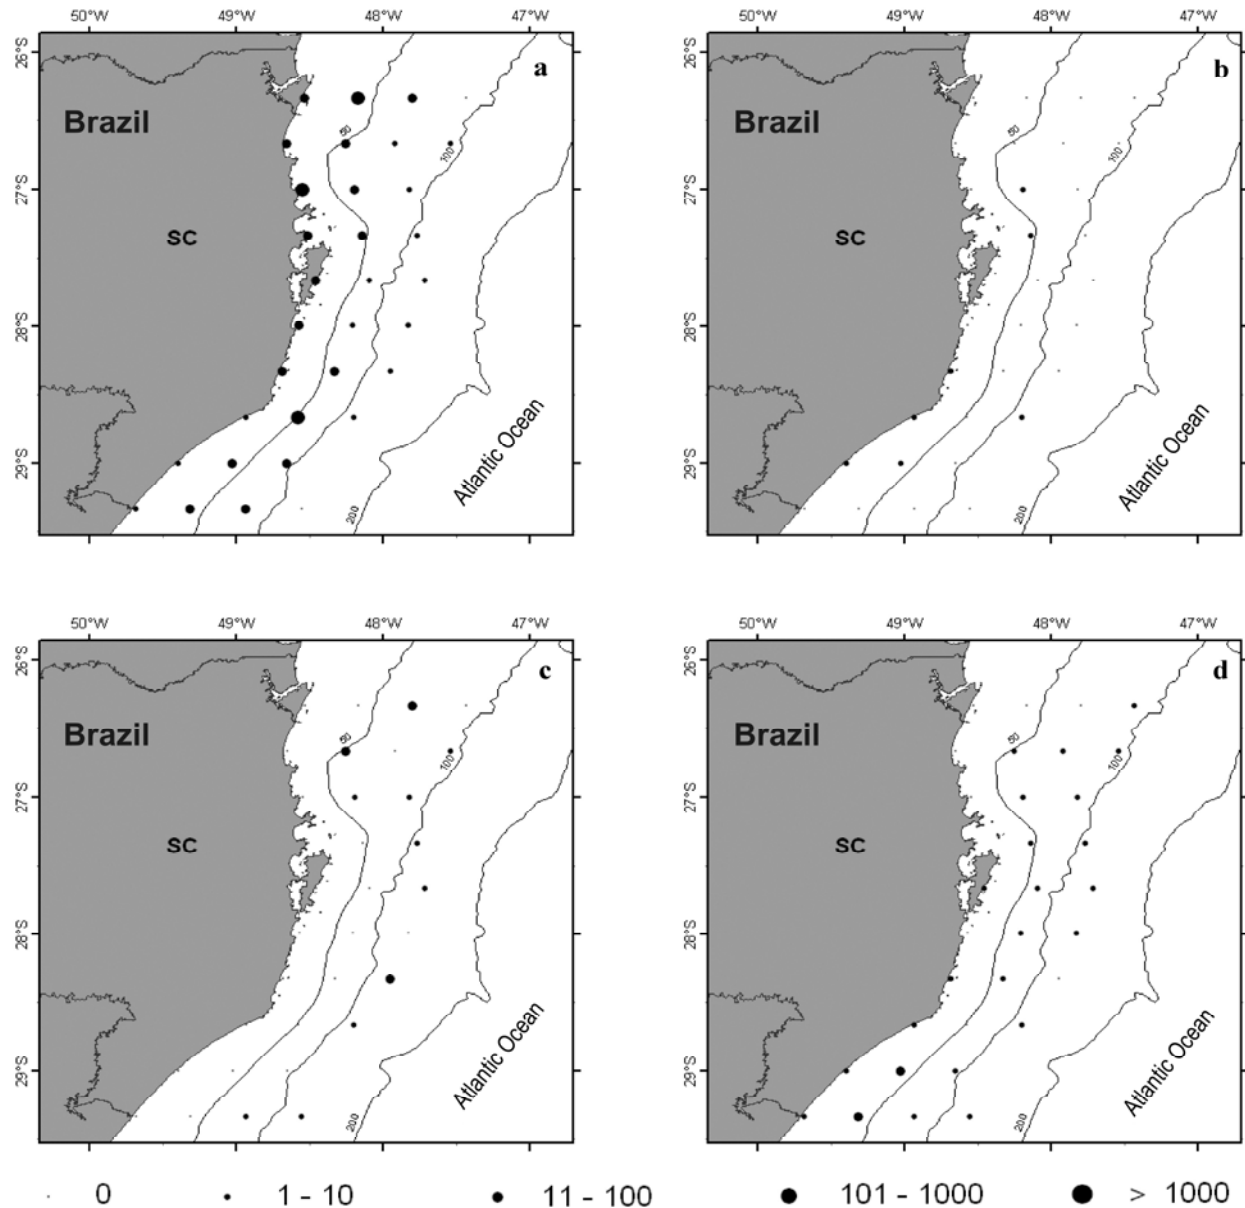 50°W 49°W 48°W 47°W 50°W 49°W 48°W 47°W
26°S a 26°S b
Brazil Brazil
50 50
100 100
27°S 27°S
SC SC
28°S 28°S
Atlantic Ocean Atlantic Ocean
29°S 29°S
200 200
50°W 49°W 48°W 47°W 50°W 49°W 48°W 47°W
26°S c 26°S d
Brazil Brazil
50 50
100 100
27°S 27°S
SC SC
28°S 28°S
Atlantic Ocean Atlantic Ocean
29°S 29°S
200 200
0 1 - 10 11 - 100 101 - 1000 > 1000